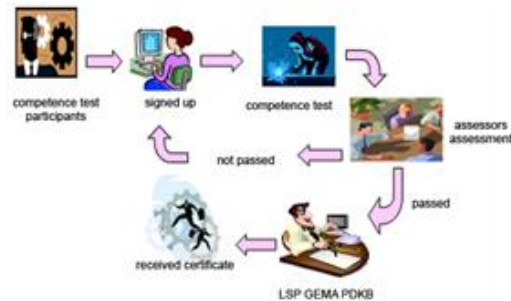 competence test
participants
signed up
competence test
assessors
assessment
not passed
passed
received certificate
LSP GEMA PDKB